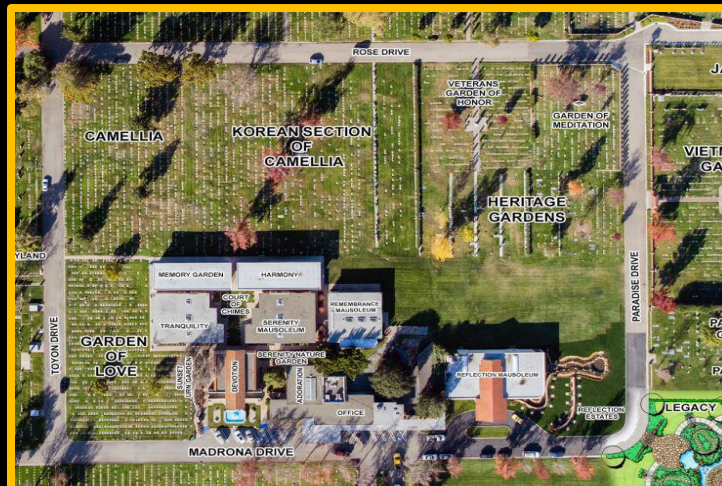 ROSE DRIVE
VETERANS
GARDEN OF
HONOR
GARDEN OF
MEDITATION
CAMELLIA
KOREAN SECTION
OF
CAMELLIA
HERITAGE
GARDENS
MEMORY GARDEN
HARMONY
COURT
OF
CHIMES
TRANQUILITY
SERENITY
MAUSOLEUM
REMEMBRANCE
MAUSOLEUM
PARADISE DRIVE
TOYON DRIVE
GARDEN
OF
LOVE
SUNSET
URN GARDEN
DEVOTION
SERENITY NATURE
GARDEN
ADORATION
OFFICE
REFLECTION MAUSOLEUM
REFLECTION
ESTATES
LEGACY
MADRONA DRIVE